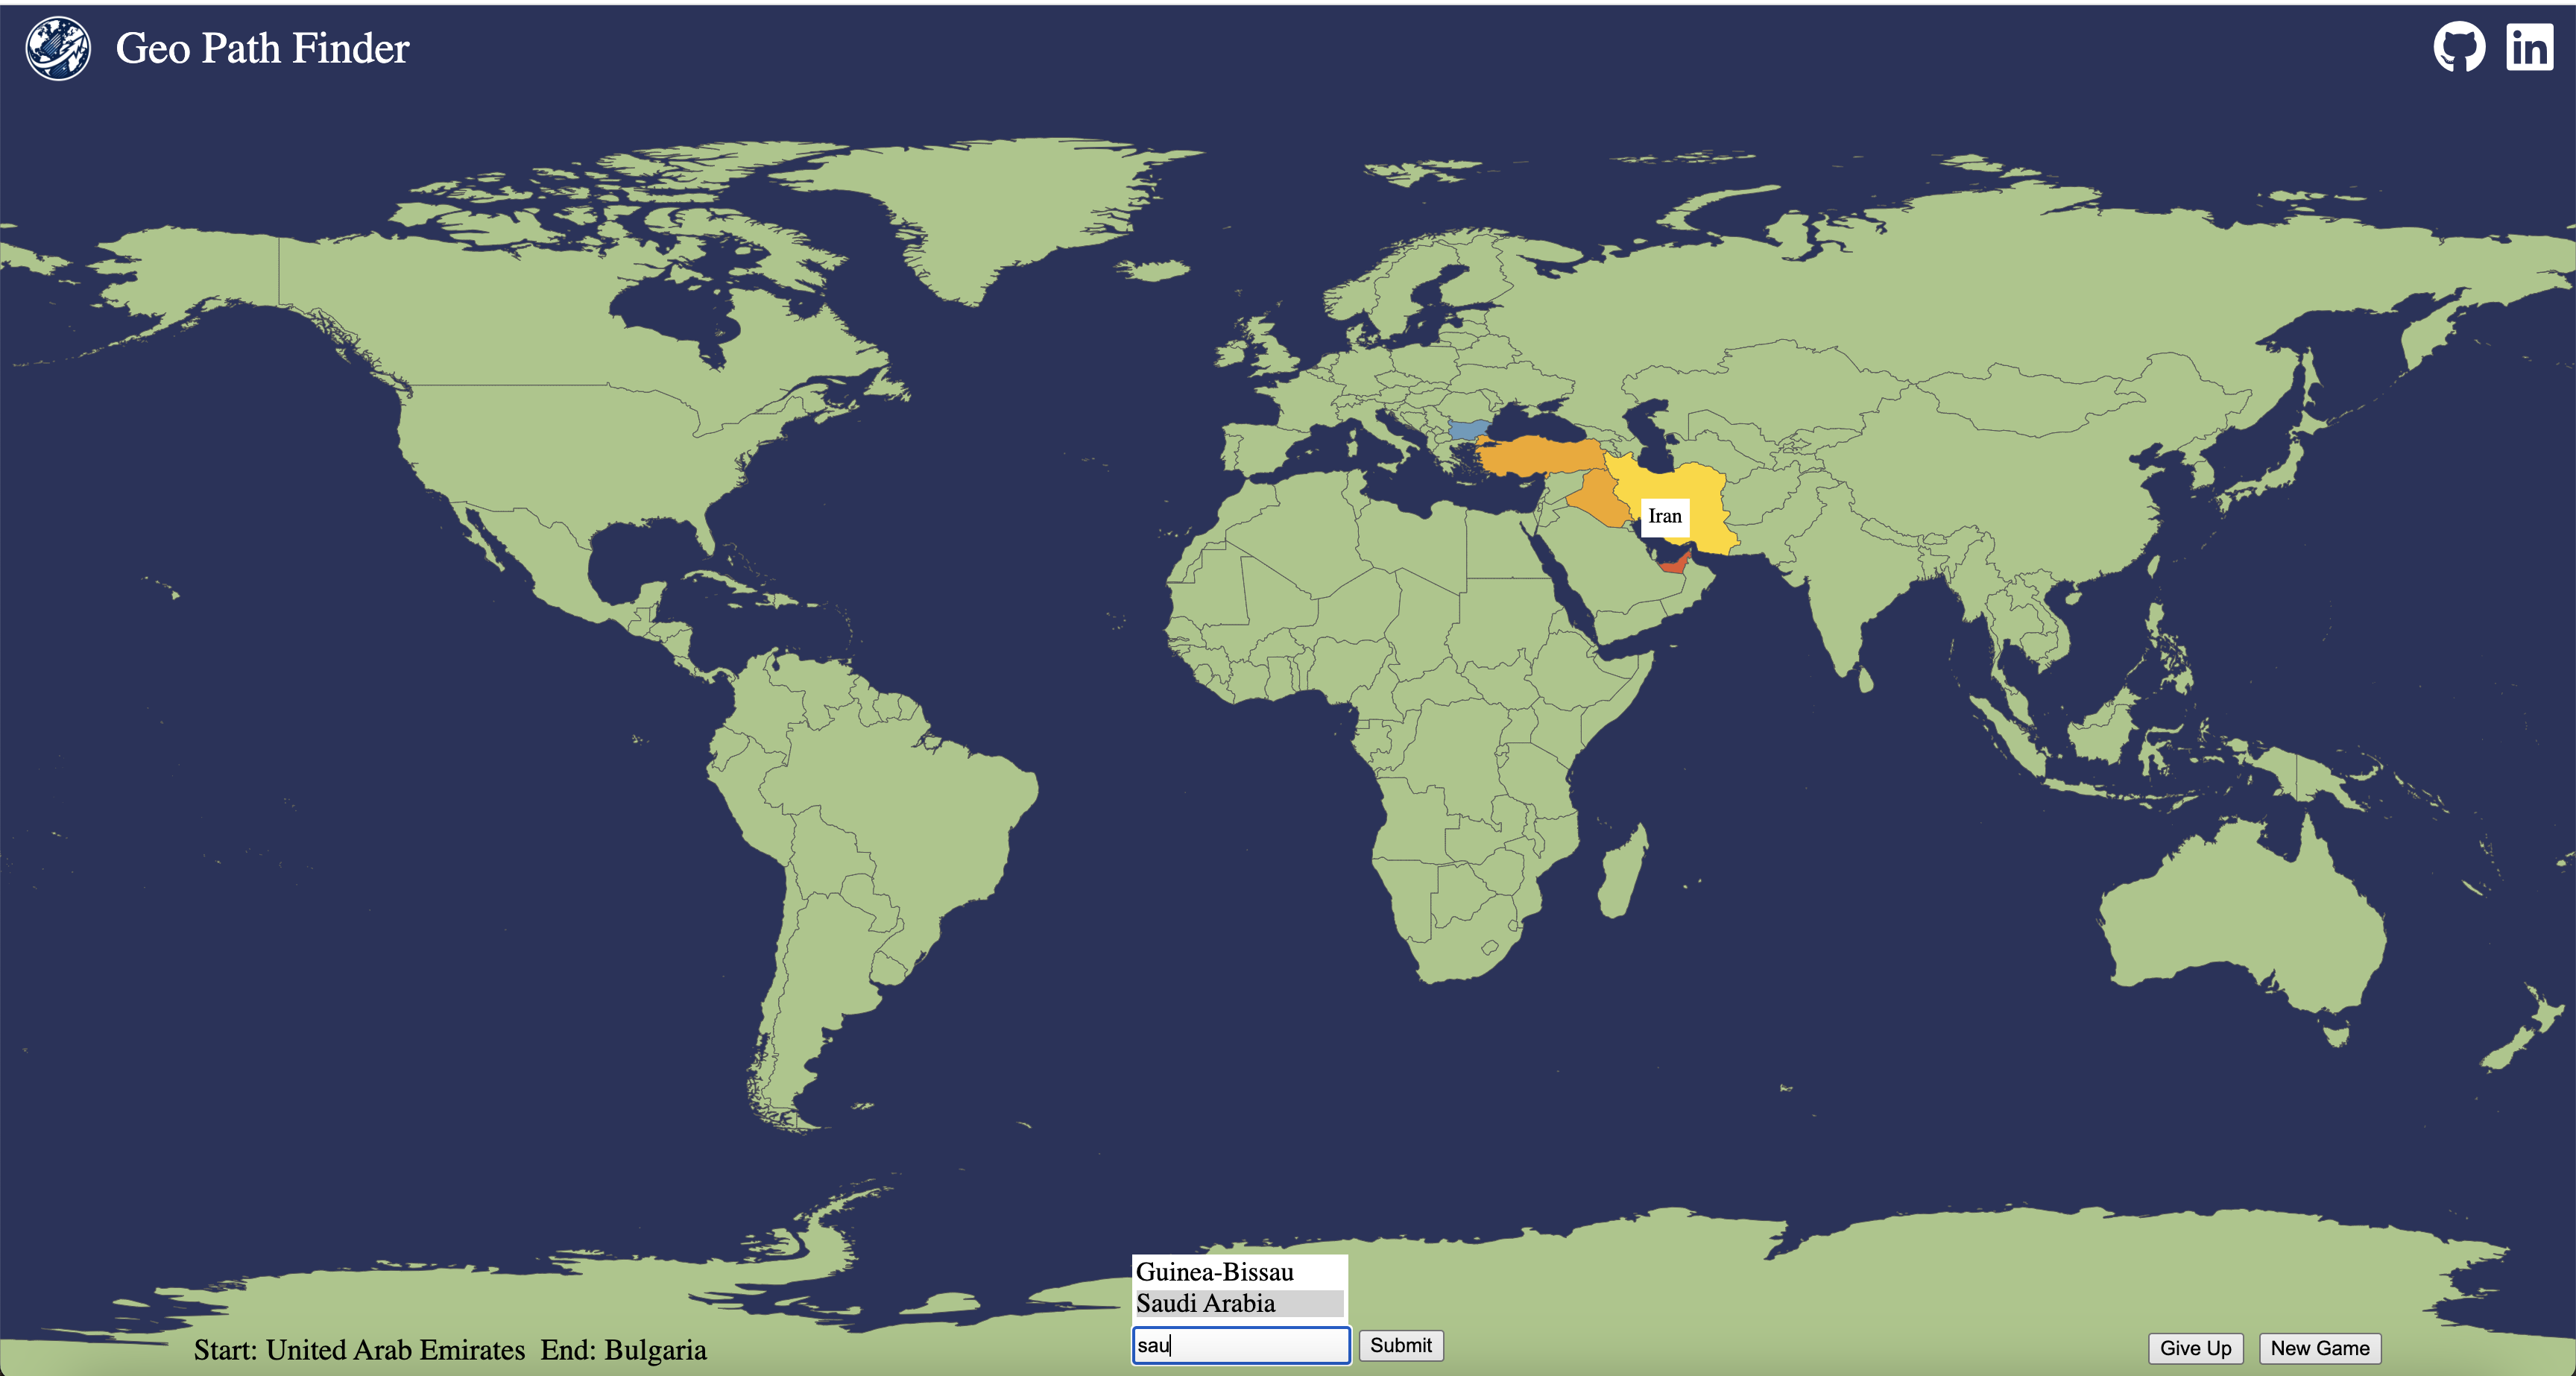 Geo Path Finder
in
Iran
Guinea-Bissau
Saudi Arabia
Start: United Arab Emirates End: Bulgaria
sau
Submit
Give Up
New Game